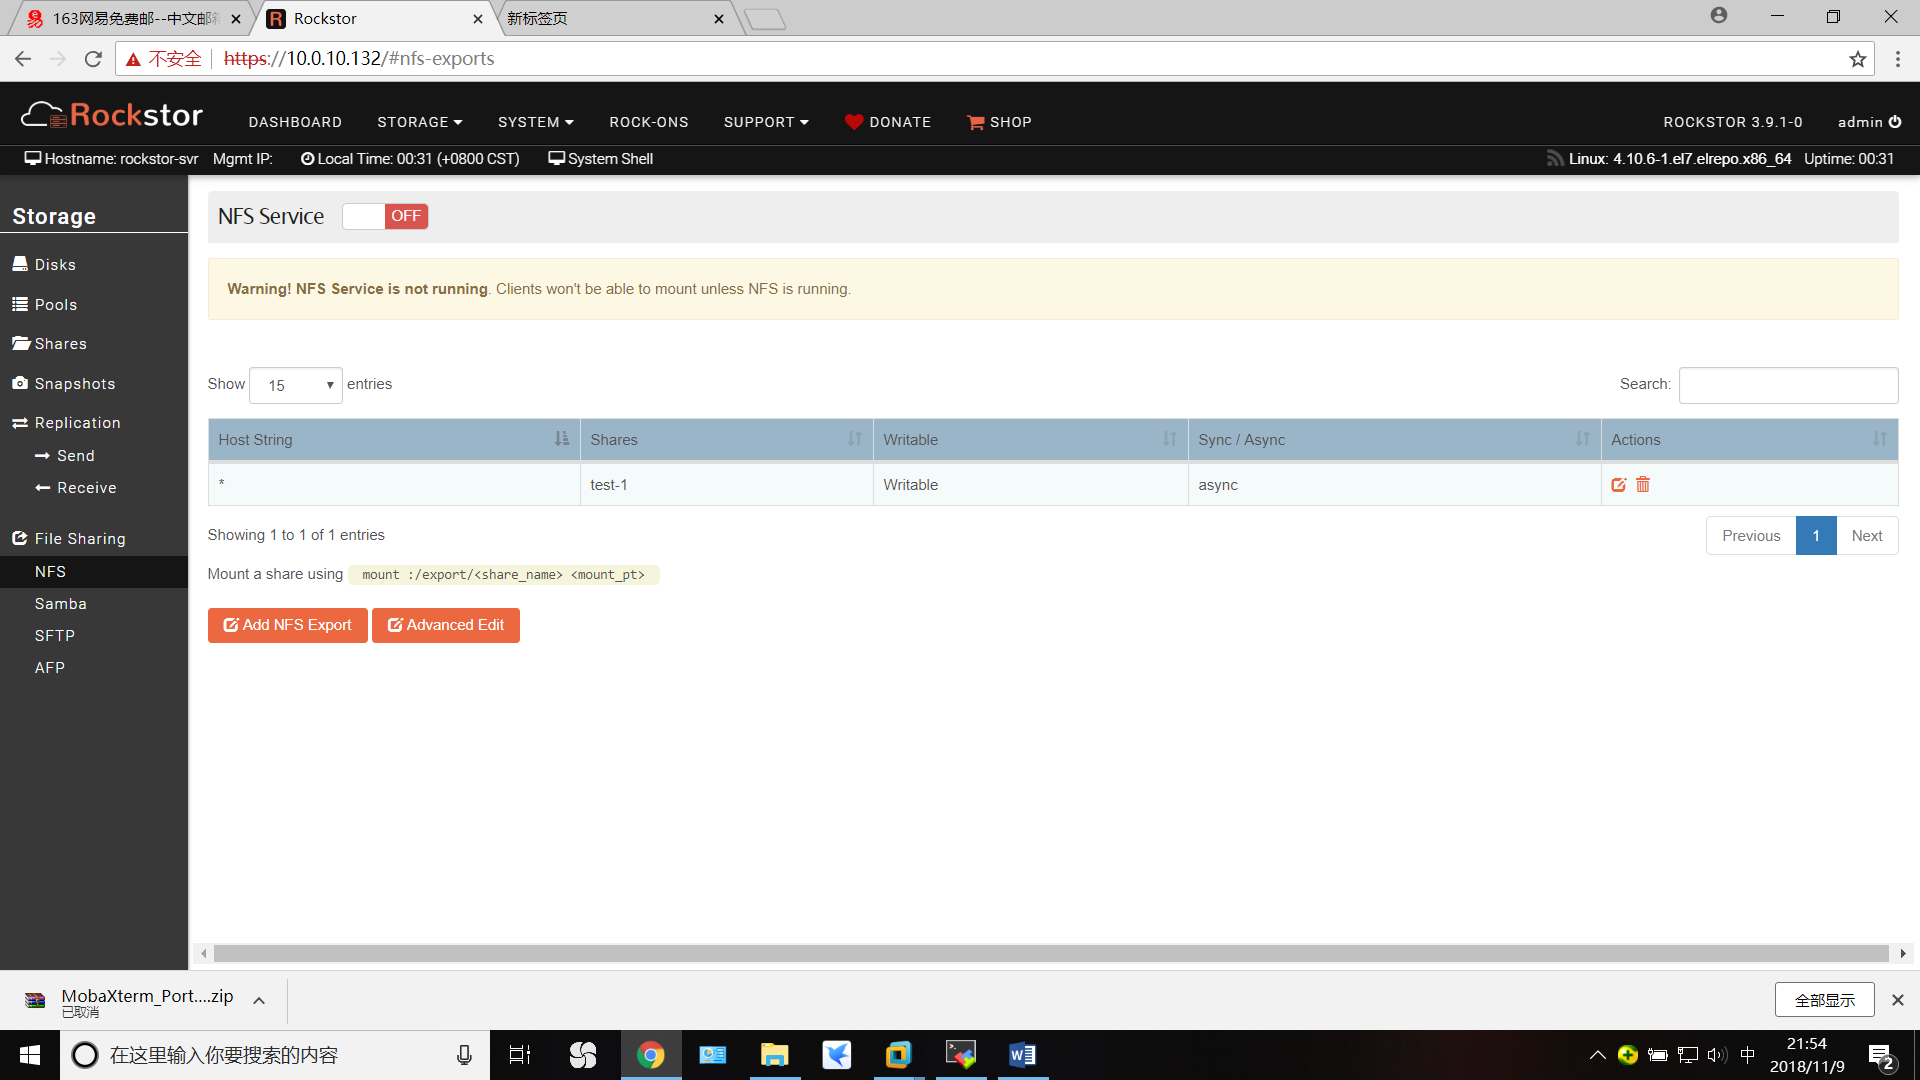 163网易免费邮--中文邮
Rockstor
新标签页
不安全
https://10.0.10.132/#nfs-exports
Rockstor
DASHBOARD
STORAGE
SYSTEM
ROCK-ONS
SUPPORT
DONATE
SHOP
ROCKSTOR 3.9.1-0
admin
Hostname: rockstor-svr
Mgmt IP:
Local Time: 00:31 (+0800 CST)
System Shell
Linux: 4.10.6-1.el7.elrepo.x86_64
Uptime: 00:31
Storage
Disks
Pools
Shares
Snapshots
Replication
Send
Receive
File Sharing
NFS
Samba
SFTP
AFP
NFS Service
OFF
Warning! NFS Service is not running. Clients won't be able to mount unless NFS is running.
Show 15 entries
Search:
Host String
Shares
Writable
Sync / Async
Actions
*
test-1
Writable
async
Showing 1 to 1 of 1 entries
Previous
1
Next
Mount a share using mount :/export/<share_name> <mount_pt>
Add NFS Export
Advanced Edit
MobaXterm_Port....zip
已取消
全部显示
在这里输入你要搜索的内容
中
21:54
2018/11/9
2